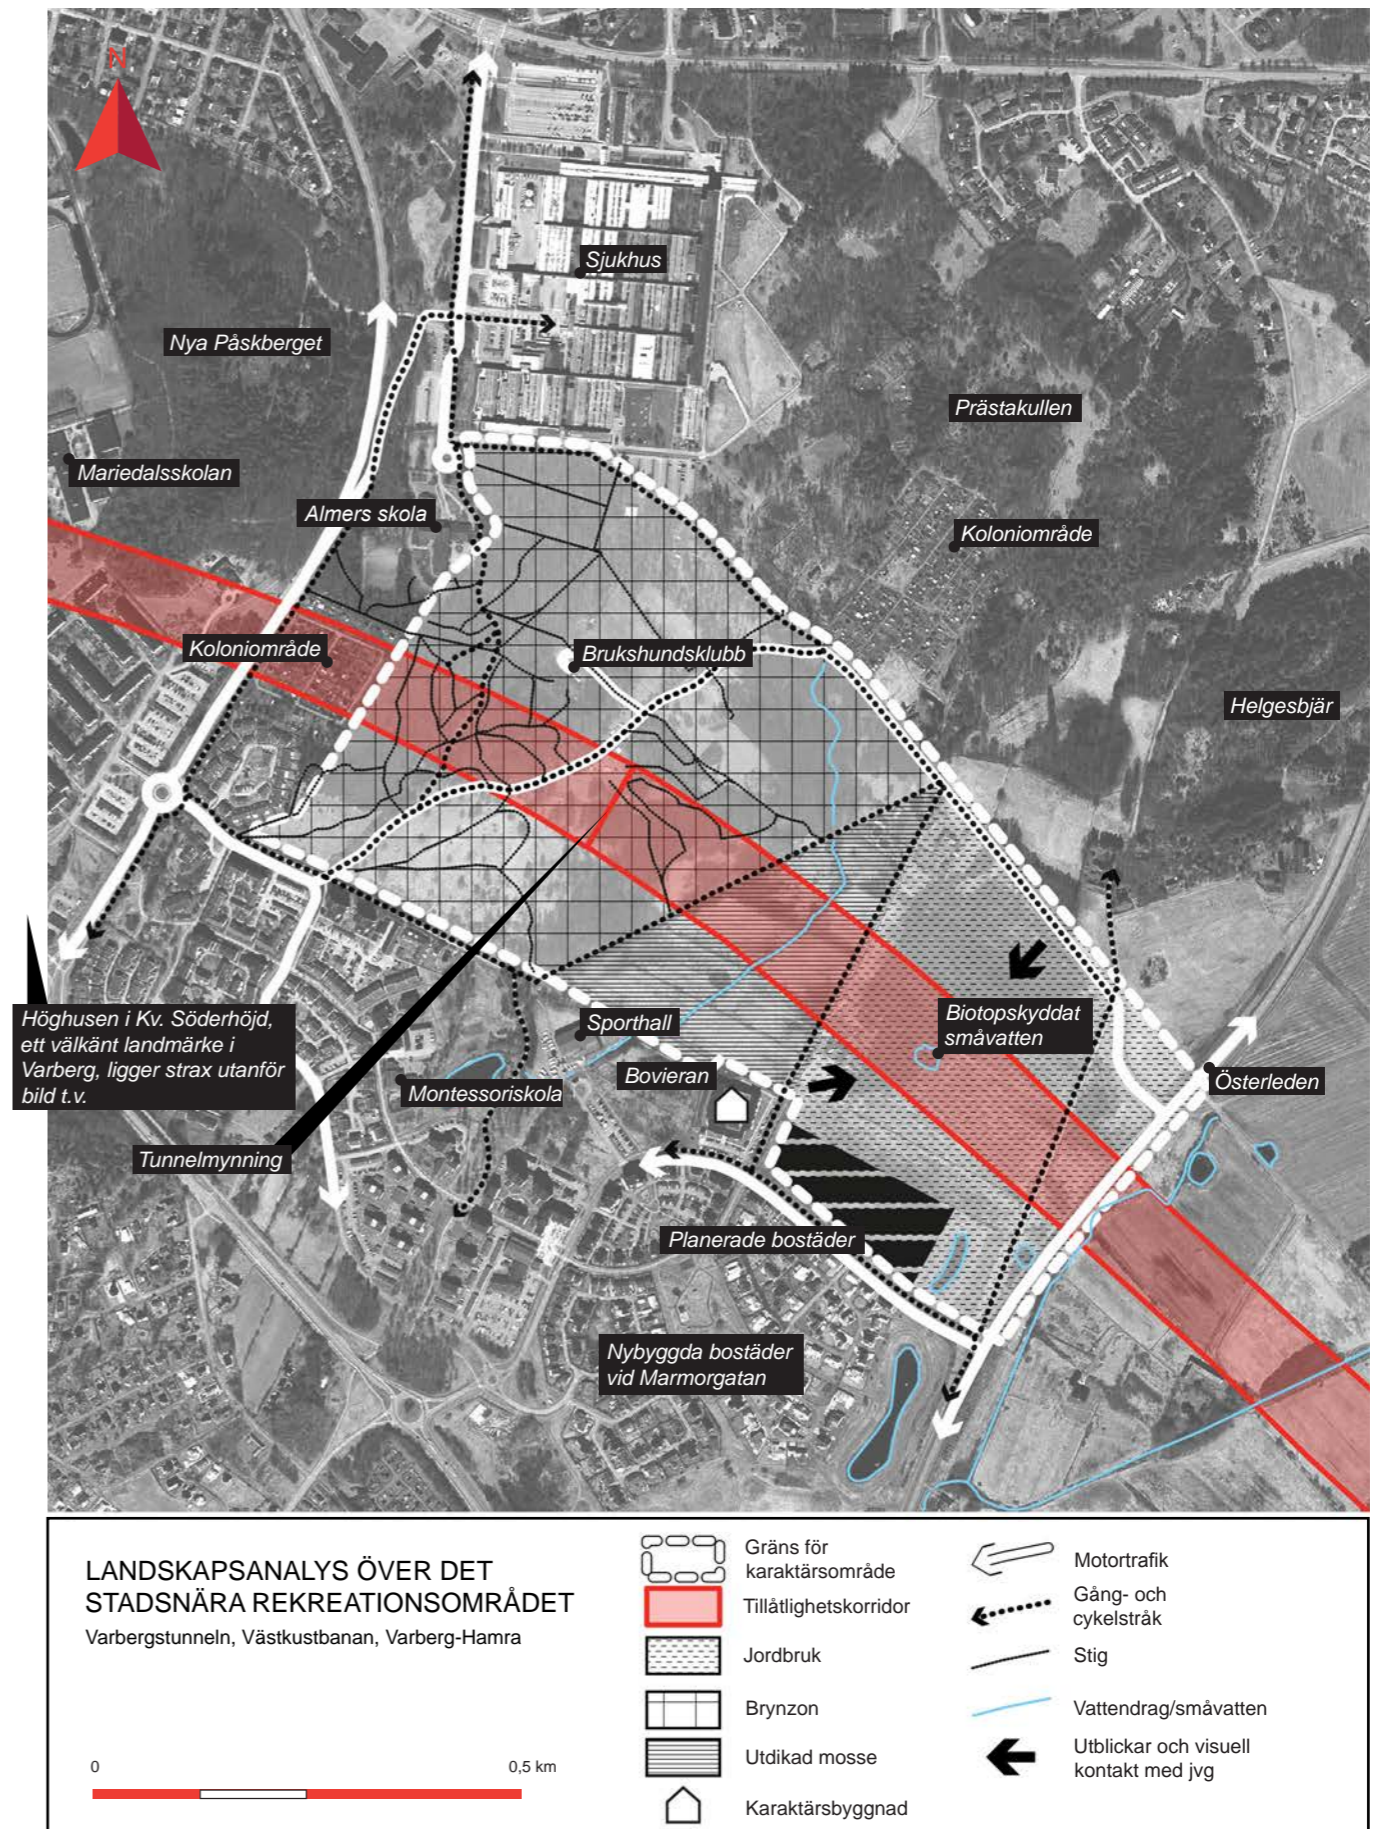 N
Sjukhus
Nya Påskberget
Prästakullen
Mariedalsskolan
Almers skola
Koloniområde
Koloniområde
Brukshundsklubb
Helgesbjär
Höghusen i Kv. Söderhöjd,
ett välkänt landmärke i
Varberg, ligger strax utanför
bild t.v.
Sporthall
Biotopskyddat
småvatten
Bovieran
Österleden
Montessoriskola
Tunnelmynning
Planerade bostäder
Nybyggda bostäder
vid Marmorgatan
LANDSKAPSANALYS ÖVER DET
STADSNÄRA REKREATIONSOMRÅDET
Varbergstunneln, Västkustbanan, Varberg-Hamra
0
0,5 km
Gräns för
karaktärsområde
Tillåtlighetskorridor
Jordbruk
Brynzon
Utdikad mosse
Karaktärsbyggnad
Motortrafik
Gång- och
cykelstråk
Stig
Vattendrag/småvatten
Utblickar och visuell
kontakt med jvg